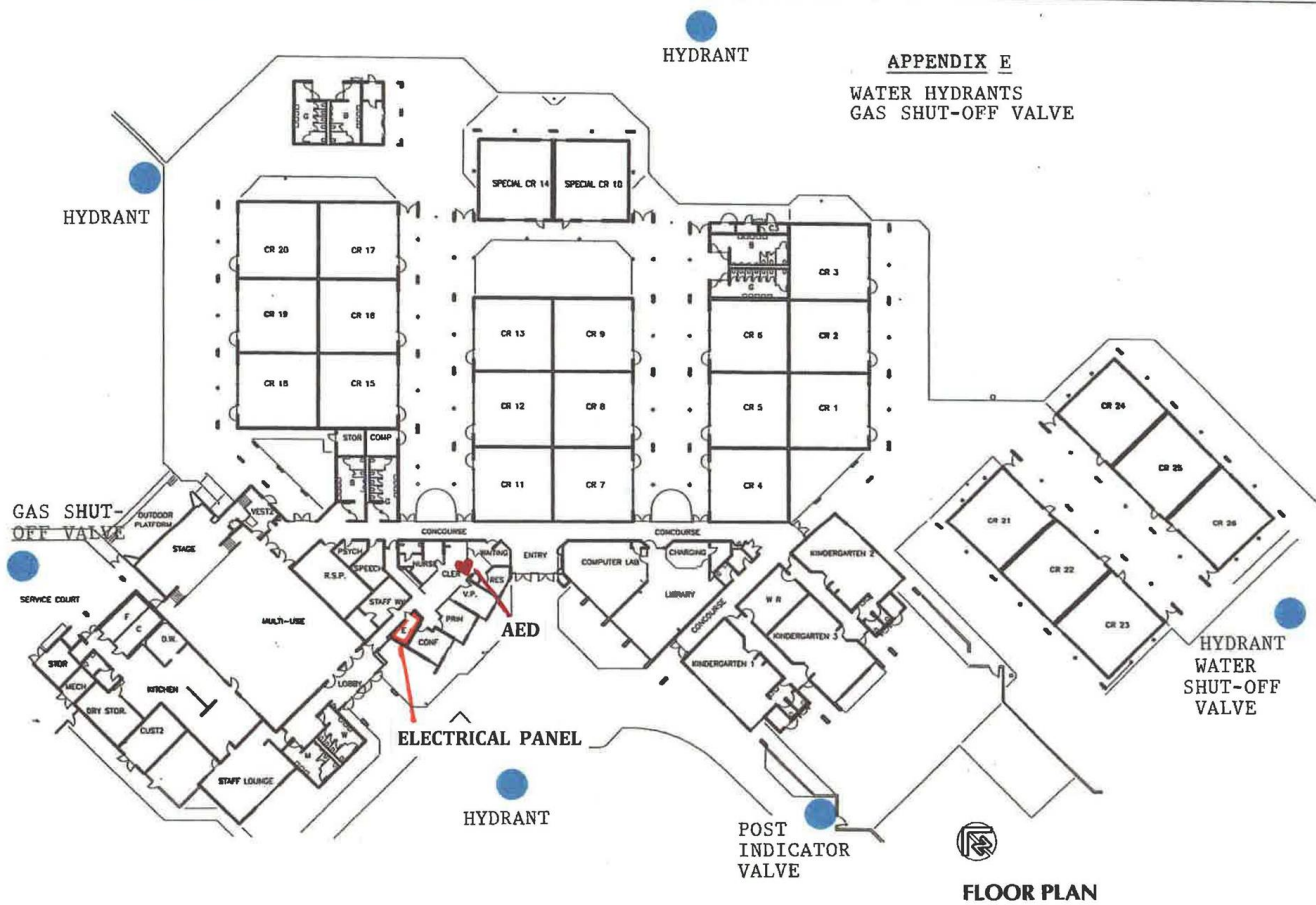 HYDRANT
APPENDIX E
WATER HYDRANTS
GAS SHUT-OFF VALVE
G
B
HYDRANT
SPECIAL CR 14
SPECIAL CR 10
CR 20
CR 17
CR 19
CR 18
CR 16
CR 15
STOR
COMP
B
G
CR 13
CR 9
CR 12
CR 8
CR 11
CR 7
B
G
CR 3
CR 6
CR 2
CR 5
CR 1
CR 4
CR 24
CR 25
CR 26
CR 21
CR 22
CR 23
GAS SHUT-
OFF VALVE
SERVICE COURT
OUTDOOR
PLATFORM
VEST2
STAGE
CONCOURSE
CONCOURSE
PSYCH
SPEECH
R.S.P.
NURSE
CLER
WAITING
RES
ENTRY
V.P.
STAFF WK
PRIN
CONF
E
AED
COMPUTER LAB
CHARGING
LIBRARY
CONCOURSE
KINDERGARTEN 2
W R
KINDERGARTEN 3
KINDERGARTEN 1
MULTI-USE
F
C
D.W.
STOR
MECH
KITCHEN
DRY STOR.
CUST2
LOBBY
W
M
STAFF LOUNGE
ELECTRICAL PANEL
HYDRANT
HYDRANT
WATER
SHUT-OFF
VALVE
POST
INDICATOR
VALVE
FLOOR PLAN